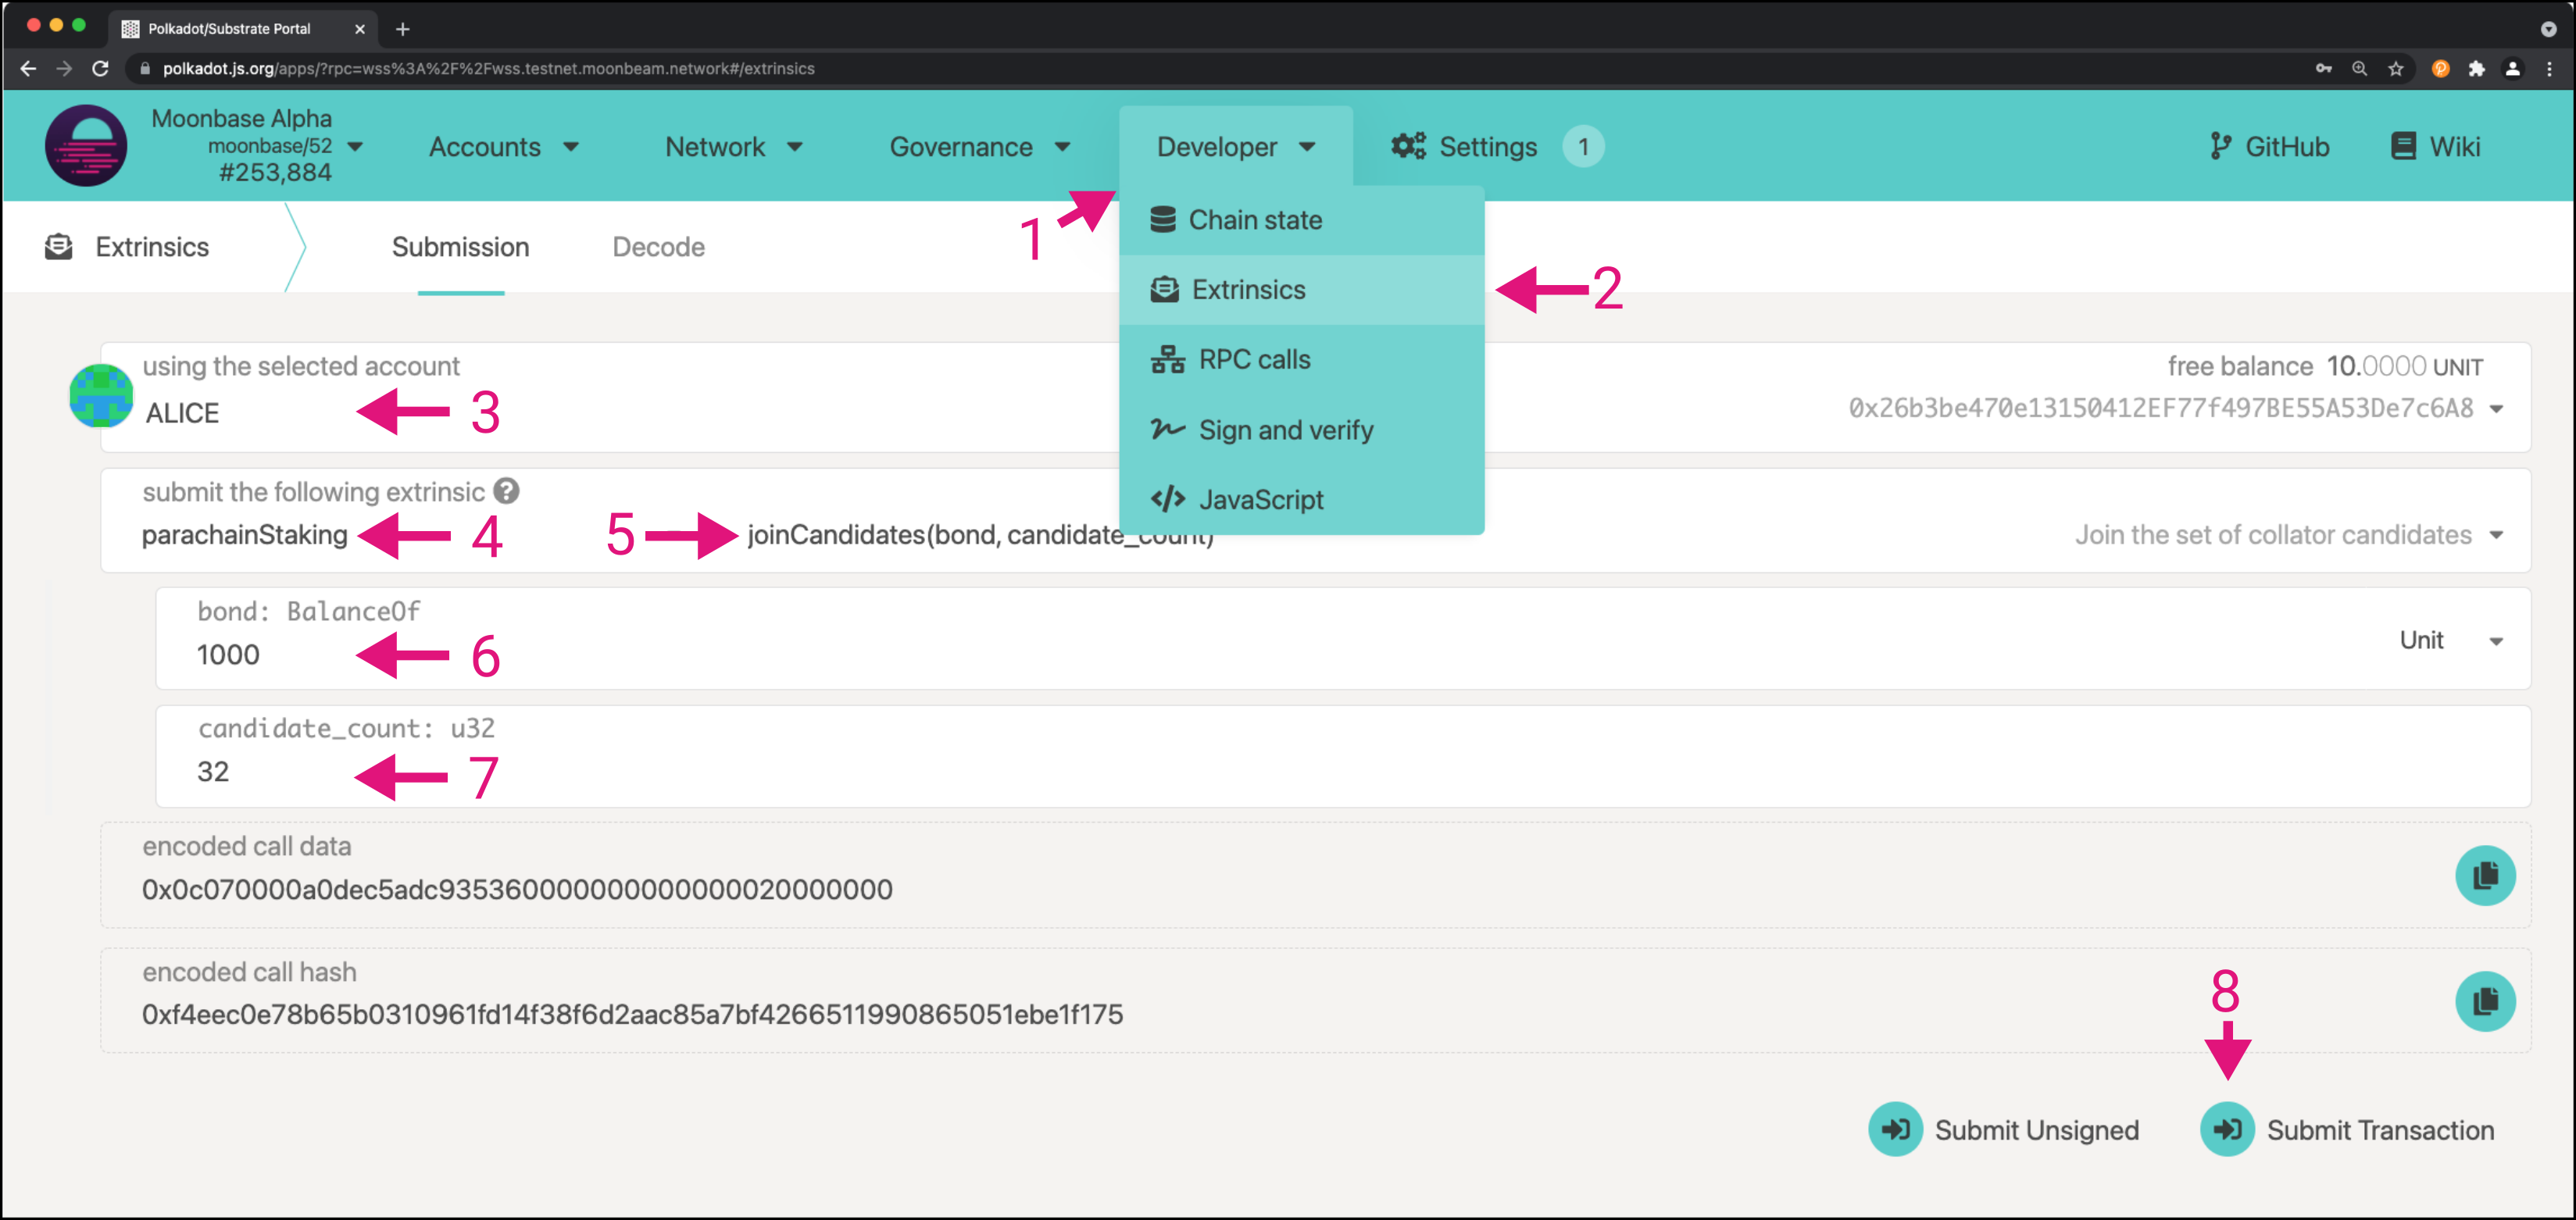 Polkadot/Substrate Portal
polkadot.js.org/apps/?rpc=wss%3A%2F%2Fwss.testnet.moonbeam.network#/extrinsics
Moonbase Alpha
moonbase/52
#253,884
Accounts
Network
Governance
Developer
Settings
1
GitHub
Wiki
1
Chain state
Extrinsics
2
RPC calls
Sign and verify
JavaScript
Extrinsics
Submission
Decode
using the selected account
ALICE
3
free balance 10.0000 UNIT
0x26b3be470e13150412EF77f497BE55A53De7c6A8
submit the following extrinsic ?
parachainStaking
4
5
joinCandidates(bond, candidate_count)
Join the set of collator candidates
bond: BalanceOf
1000
6
Unit
candidate_count: u32
32
7
encoded call data
0x0c070000a0dec5adc9353600000000000000020000000
encoded call hash
0xf4eec0e78b65b0310961fd14f38f6d2aac85a7bf4266511990865051ebe1f175
8
Submit Unsigned
Submit Transaction